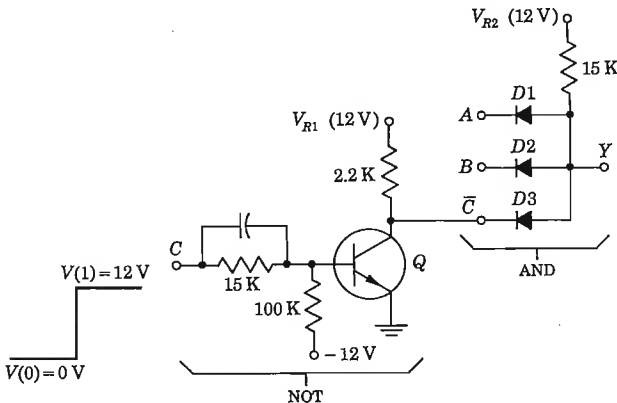 V_R2 (12 V)
15 K
D1
A
V_R1 (12 V)
D2
B
Y
2.2 K
C̅
D3
C
Q
AND
V(1)=12 V
15 K
100 K
−12 V
V(0)=0 V
NOT